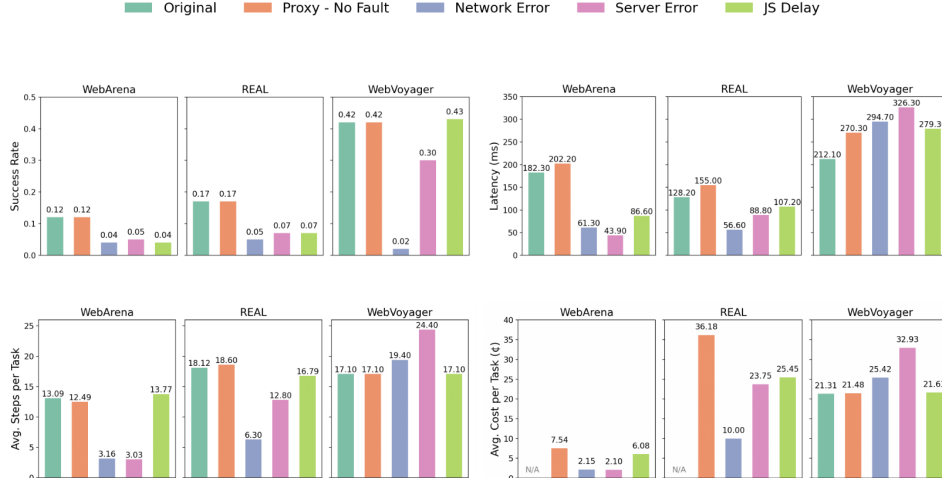 Original Proxy - No Fault Network Error Server Error JS Delay
WebArena REAL WebVoyager
Success Rate
0.5
0.4
0.3
0.2
0.1
0.0
0.12 0.12 0.04 0.05 0.04
0.17 0.17 0.05 0.07 0.07
0.42 0.42 0.02 0.30 0.43
WebArena REAL WebVoyager
Latency (ms)
350
300
250
200
150
100
50
0
182.30 202.20 61.30 43.90 86.60
128.20 155.00 56.60 88.80 107.20
212.10 270.30 294.70 326.30 279.3
WebArena REAL WebVoyager
Avg. Steps per Task
25
20
15
10
5
0
13.09 12.49 3.16 3.03 13.77
18.12 18.60 6.30 12.80 16.79
17.10 17.10 19.40 24.40 17.10
WebArena REAL WebVoyager
Avg. Cost per Task (¢)
40
35
30
25
20
15
10
5
0
N/A 7.54 2.15 2.10 6.08
N/A 36.18 10.00 23.75 25.45
21.31 21.48 25.42 32.93